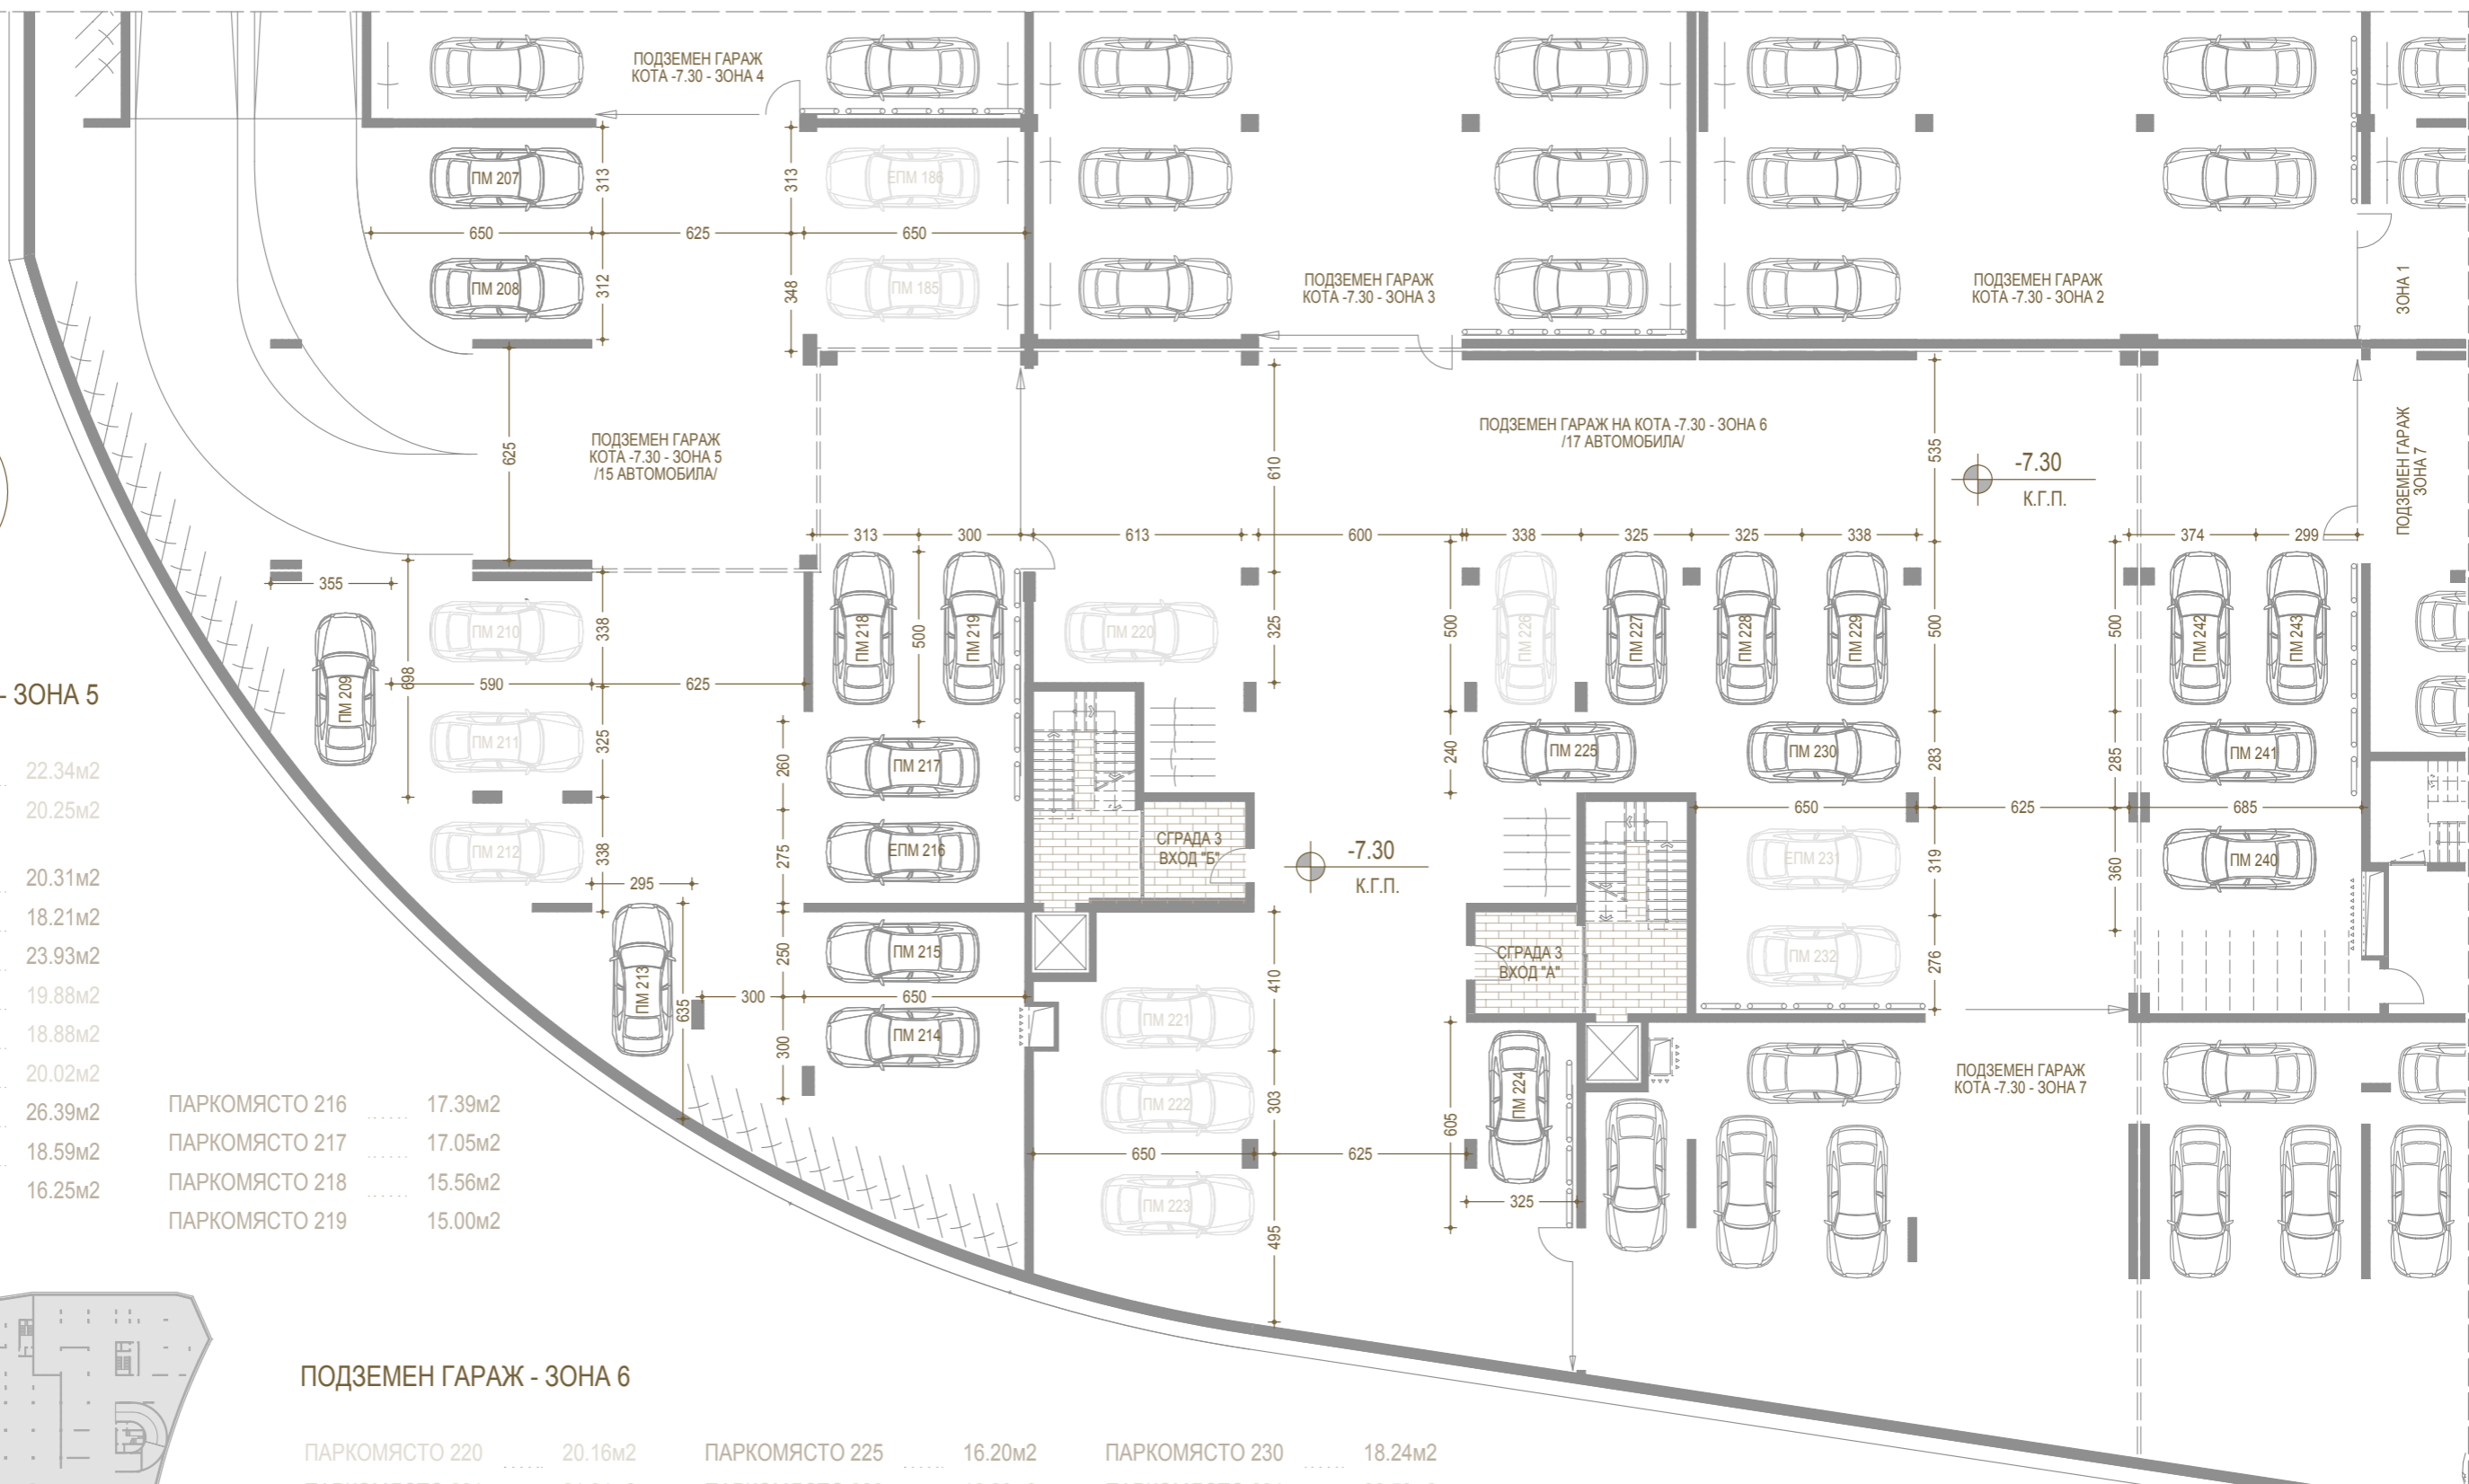 ПОДЗЕМЕН ГАРАЖ
КОТА -7.30 - ЗОНА 4
ПМ 207
313
313
ЕПМ 186
650
625
650
ПМ 208
312
348
ПМ 185
ПОДЗЕМЕН ГАРАЖ
КОТА -7.30 - ЗОНА 3
ПОДЗЕМЕН ГАРАЖ
КОТА -7.30 - ЗОНА 2
ЗОНА 1
625
ПОДЗЕМЕН ГАРАЖ
КОТА -7.30 - ЗОНА 5
/15 АВТОМОБИЛА/
610
ПОДЗЕМЕН ГАРАЖ НА КОТА -7.30 - ЗОНА 6
/17 АВТОМОБИЛА/
535
-7.30
К.Г.П.
ПОДЗЕМЕН ГАРАЖ
ЗОНА 7
313
300
613
600
338
325
325
338
374
299
355
ПМ 209
698
ПМ 210
338
590
625
ПМ 211
325
ПМ 212
338
295
ПМ 213
635
ПМ 218
500
ПМ 219
ПМ 220
325
500
ПМ 226
ПМ 227
ПМ 228
ПМ 229
500
500
ПМ 242
ПМ 243
260
ПМ 217
240
ПМ 225
ПМ 230
283
285
ПМ 241
650
625
685
275
ЕПМ 216
СГРАДА 3
ВХОД "Б"
-7.30
К.Г.П.
ЕПМ 231
319
360
ПМ 240
250
ПМ 215
300
650
300
ПМ 214
410
СГРАДА 3
ВХОД "А"
ПМ 232
276
ПМ 221
303
ПМ 222
605
ПМ 224
650
625
325
ПМ 223
495
ПОДЗЕМЕН ГАРАЖ
КОТА -7.30 - ЗОНА 7
- ЗОНА 5
22.34м2
20.25м2
20.31м2
18.21м2
23.93м2
19.88м2
18.88м2
20.02м2
26.39м2
18.59м2
16.25м2
ПАРКОМЯСТО 216 ...... 17.39м2
ПАРКОМЯСТО 217 ...... 17.05м2
ПАРКОМЯСТО 218 ...... 15.56м2
ПАРКОМЯСТО 219 15.00м2
ПОДЗЕМЕН ГАРАЖ - ЗОНА 6
ПАРКОМЯСТО 220 ...... 20.16м2
ПАРКОМЯСТО 225 ...... 16.20м2
ПАРКОМЯСТО 230 ...... 18.24м2